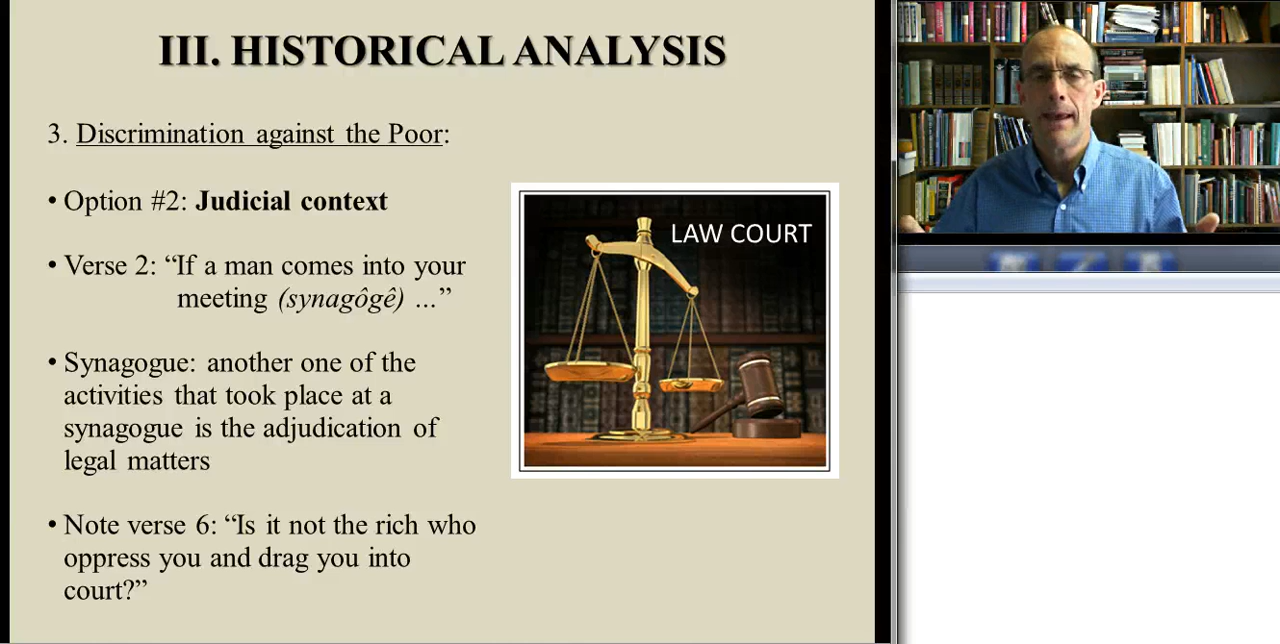 III. HISTORICAL ANALYSIS
3. Discrimination against the Poor:
• Option #2: Judicial context
• Verse 2: “If a man comes into your
meeting (synagôgê) ...”
• Synagogue: another one of the
activities that took place at a
synagogue is the adjudication of
legal matters
• Note verse 6: “Is it not the rich who
oppress you and drag you into
court?”
LAW COURT